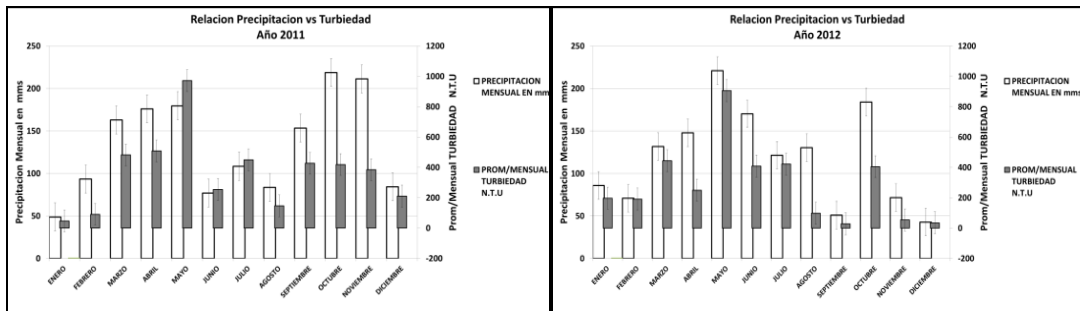 Relacion Precipitacion vs Turbiedad
Año 2011
Precipitacion Mensual en mms
250
200
150
100
50
0
1200
1000
800
600
400
200
0
-200
Prom/Mensual TURBIEDAD N.T.U
PRECIPITACION
MENSUAL EN mms
PROM/MENSUAL
TURBIEDAD
N.T.U
ENERO
FEBRERO
MARZO
ABRIL
MAYO
JUNIO
JULIO
AGOSTO
SEPTIEMBRE
OCTUBRE
NOVIEMBRE
DICIEMBRE
Relacion Precipitacion vs Turbiedad
Año 2012
Precipitacion Mensual en mms
250
200
150
100
50
0
1200
1000
800
600
400
200
0
-200
Prom/Mensual TURBIEDAD N.T.U
PRECIPITACION
MENSUAL EN mms
PROM/MENSUAL
TURBIEDAD
N.T.U
ENERO
FEBRERO
MARZO
ABRIL
MAYO
JUNIO
JULIO
AGOSTO
SEPTIEMBRE
OCTUBRE
NOVIEMBRE
DICIEMBRE